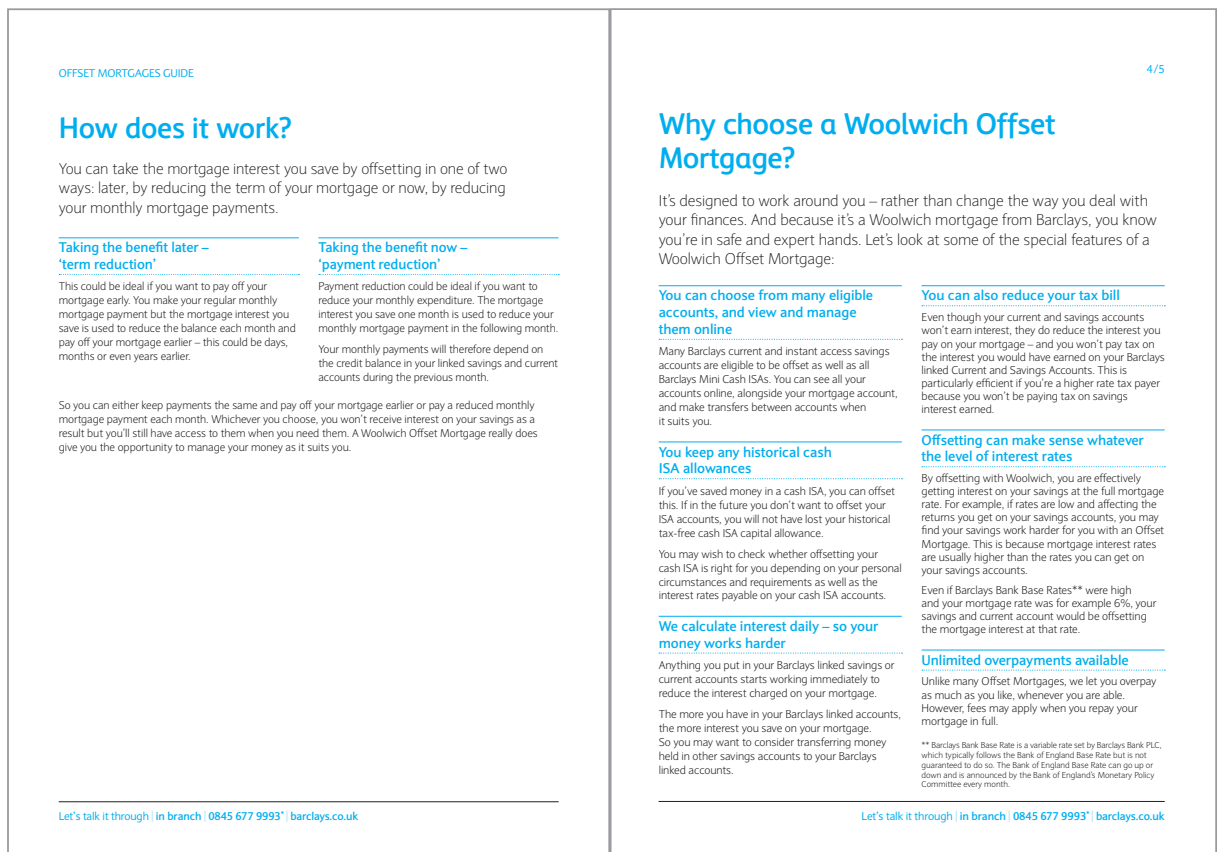 OFFSET MORTGAGES GUIDE
How does it work?
You can take the mortgage interest you save by offsetting in one of two
ways: later, by reducing the term of your mortgage or now, by reducing
your monthly mortgage payments.
Taking the benefit later –
‘term reduction’
This could be ideal if you want to pay off your
mortgage early. You make your regular monthly
mortgage payment but the mortgage interest you
save is used to reduce the balance each month and
pay off your mortgage earlier – this could be days,
months or even years earlier.
Taking the benefit now –
‘payment reduction’
Payment reduction could be ideal if you want to
reduce your monthly expenditure. The mortgage
interest you save one month is used to reduce your
monthly mortgage payment in the following month.
Your monthly payments will therefore depend on
the credit balance in your linked savings and current
accounts during the previous month.
So you can either keep payments the same and pay off your mortgage earlier or pay a reduced monthly
mortgage payment each month. Whichever you choose, you won’t receive interest on your savings as a
result but you’ll still have access to them when you need them. A Woolwich Offset Mortgage really does
give you the opportunity to manage your money as it suits you.
Let’s talk it through | in branch | 0845 677 9993* | barclays.co.uk
4/5
Why choose a Woolwich Offset
Mortgage?
It’s designed to work around you – rather than change the way you deal with
your finances. And because it’s a Woolwich mortgage from Barclays, you know
you’re in safe and expert hands. Let’s look at some of the special features of a
Woolwich Offset Mortgage:
You can choose from many eligible
accounts, and view and manage
them online
Many Barclays current and instant access savings
accounts are eligible to be offset as well as all
Barclays Mini Cash ISAs. You can see all your
accounts online, alongside your mortgage account,
and make transfers between accounts when
it suits you.
You keep any historical cash
ISA allowances
If you’ve saved money in a cash ISA, you can offset
this. If in the future you don’t want to offset your
ISA accounts, you will not have lost your historical
tax-free cash ISA capital allowance.
You may wish to check whether offsetting your
cash ISA is right for you depending on your personal
circumstances and requirements as well as the
interest rates payable on your cash ISA accounts.
We calculate interest daily – so your
money works harder
Anything you put in your Barclays linked savings or
current accounts starts working immediately to
reduce the interest charged on your mortgage.
The more you have in your Barclays linked accounts,
the more interest you save on your mortgage.
So you may want to consider transferring money
held in other savings accounts to your Barclays
linked accounts.
You can also reduce your tax bill
Even though your current and savings accounts
won’t earn interest, they do reduce the interest you
pay on your mortgage – and you won’t pay tax on
the interest you would have earned on your Barclays
linked Current and Savings Accounts. This is
particularly efficient if you’re a higher rate tax payer
because you won’t be paying tax on savings
interest earned.
Offsetting can make sense whatever
the level of interest rates
By offsetting with Woolwich, you are effectively
getting interest on your savings at the full mortgage
rate. For example, if rates are low and affecting the
returns you get on your savings accounts, you may
find your savings work harder for you with an Offset
Mortgage. This is because mortgage interest rates
are usually higher than the rates you can get on
your savings accounts.
Even if Barclays Bank Base Rates** were high
and your mortgage rate was for example 6%, your
savings and current account would be offsetting
the mortgage interest at that rate.
Unlimited overpayments available
Unlike many Offset Mortgages, we let you overpay
as much as you like, whenever you are able.
However, fees may apply when you repay your
mortgage in full.
** Barclays Bank Base Rate is a variable rate set by Barclays Bank PLC,
which typically follows the Bank of England Base Rate but is not
guaranteed to do so. The Bank of England Base Rate can go up or
down and is announced by the Bank of England’s Monetary Policy
Committee every month.
Let’s talk it through | in branch | 0845 677 9993* | barclays.co.uk